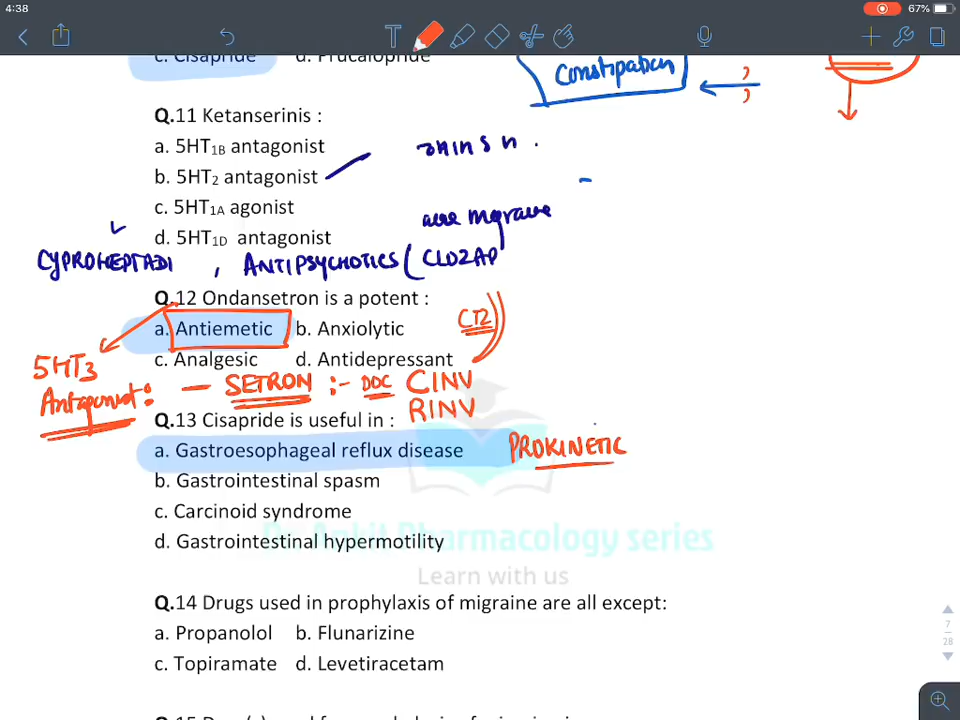 4:38
67%
c. Cisapride d. Prucalopride
Constipation
Q.11 Ketanserinis :
a. 5HT1B antagonist
b. 5HT2 antagonist
c. 5HT1A agonist
d. 5HT1D antagonist
CYPROHEPTADI , ANTIPSYCHOTICS ( CLOZAP
Q.12 Ondansetron is a potent :
a. Antiemetic b. Anxiolytic
CTZ
c. Analgesic d. Antidepressant
5HT3
Antagonist :
— SETRON :- DOC CINV
RINV
Q.13 Cisapride is useful in :
a. Gastroesophageal reflux disease
PROKINETIC
b. Gastrointestinal spasm
c. Carcinoid syndrome
Dr Ankit Pharmacology series
d. Gastrointestinal hypermotility
Learn with us
Q.14 Drugs used in prophylaxis of migraine are all except:
a. Propanolol b. Flunarizine
c. Topiramate d. Levetiracetam
7
28